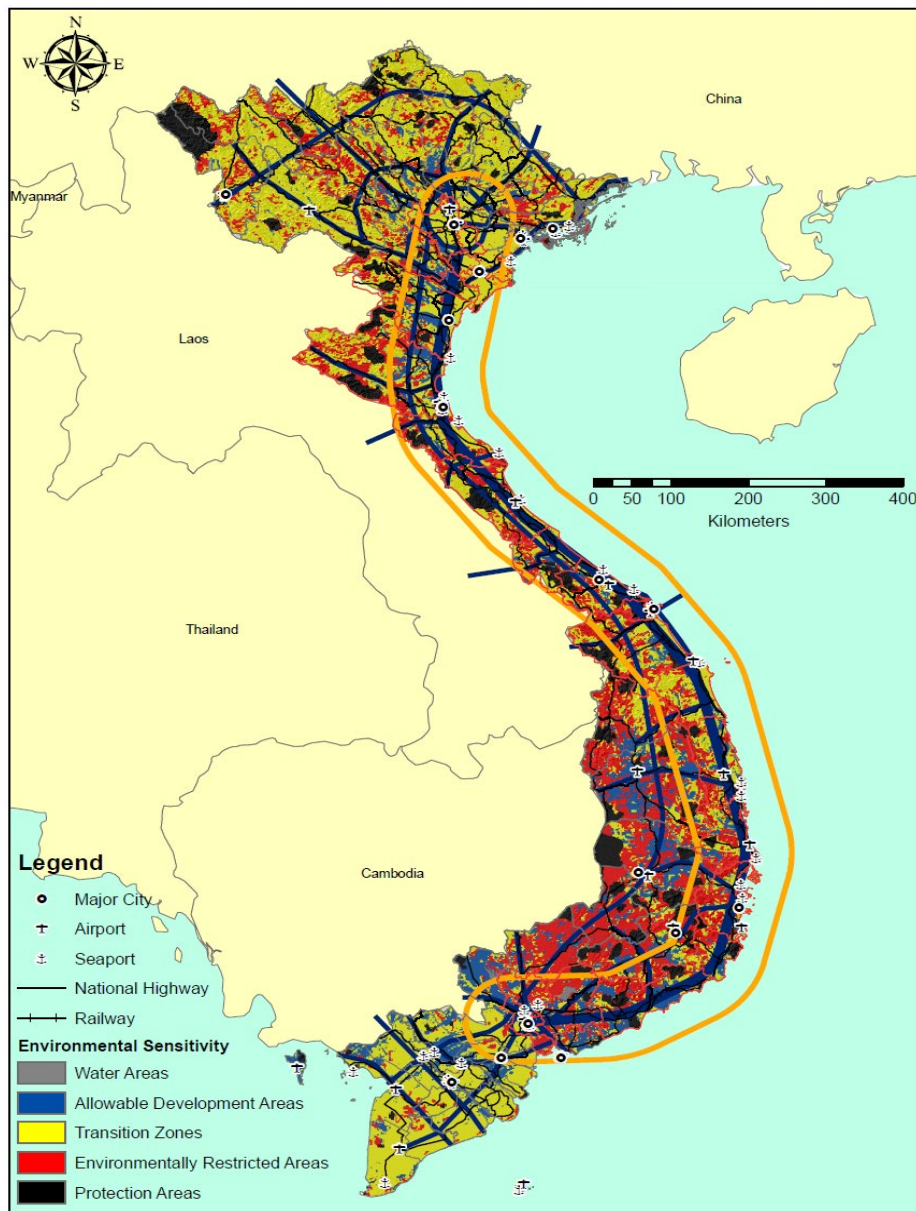 N
W E
S
China
Myanmar
Laos
0 50 100 200 300 400
Kilometers
Thailand
Cambodia
Legend
Major City
Airport
Seaport
National Highway
Railway
Environmental Sensitivity
Water Areas
Allowable Development Areas
Transition Zones
Environmentally Restricted Areas
Protection Areas